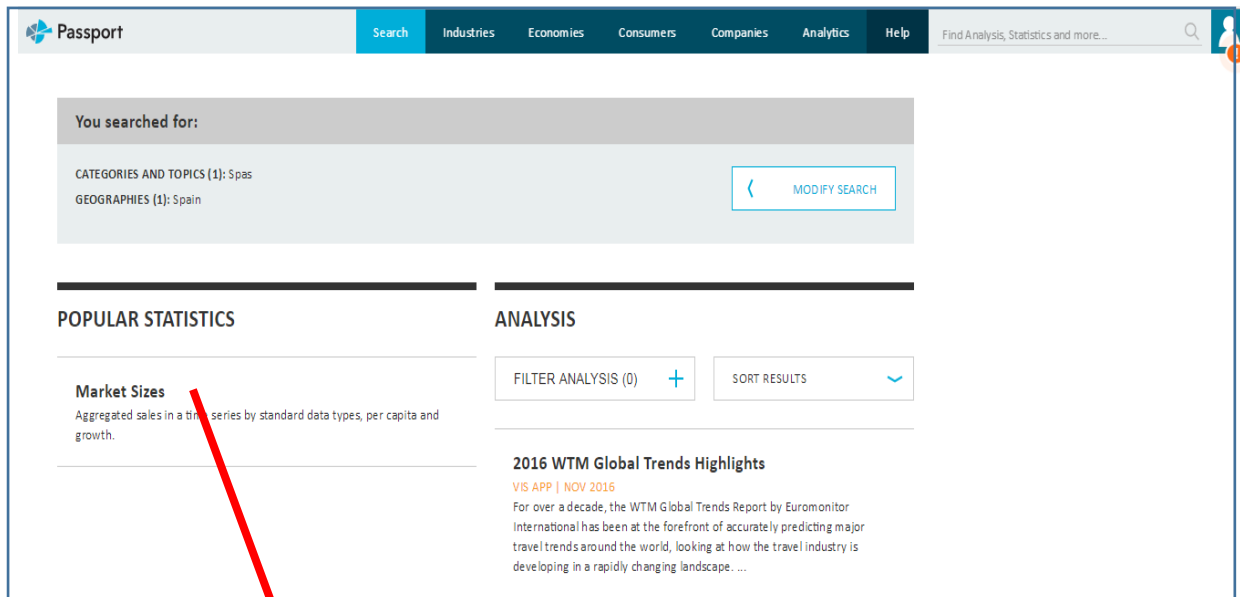 Passport
Search Industries Economies Consumers Companies Analytics Help
Find Analysis, Statistics and more...
You searched for:
CATEGORIES AND TOPICS (1): Spas
GEOGRAPHIES (1): Spain
MODIFY SEARCH
POPULAR STATISTICS
Market Sizes
Aggregated sales in a time series by standard data types, per capita and
growth.
ANALYSIS
FILTER ANALYSIS (0)
SORT RESULTS
2016 WTM Global Trends Highlights
VIS APP | NOV 2016
For over a decade, the WTM Global Trends Report by Euromonitor
International has been at the forefront of accurately predicting major
travel trends around the world, looking at how the travel industry is
developing in a rapidly changing landscape. ...